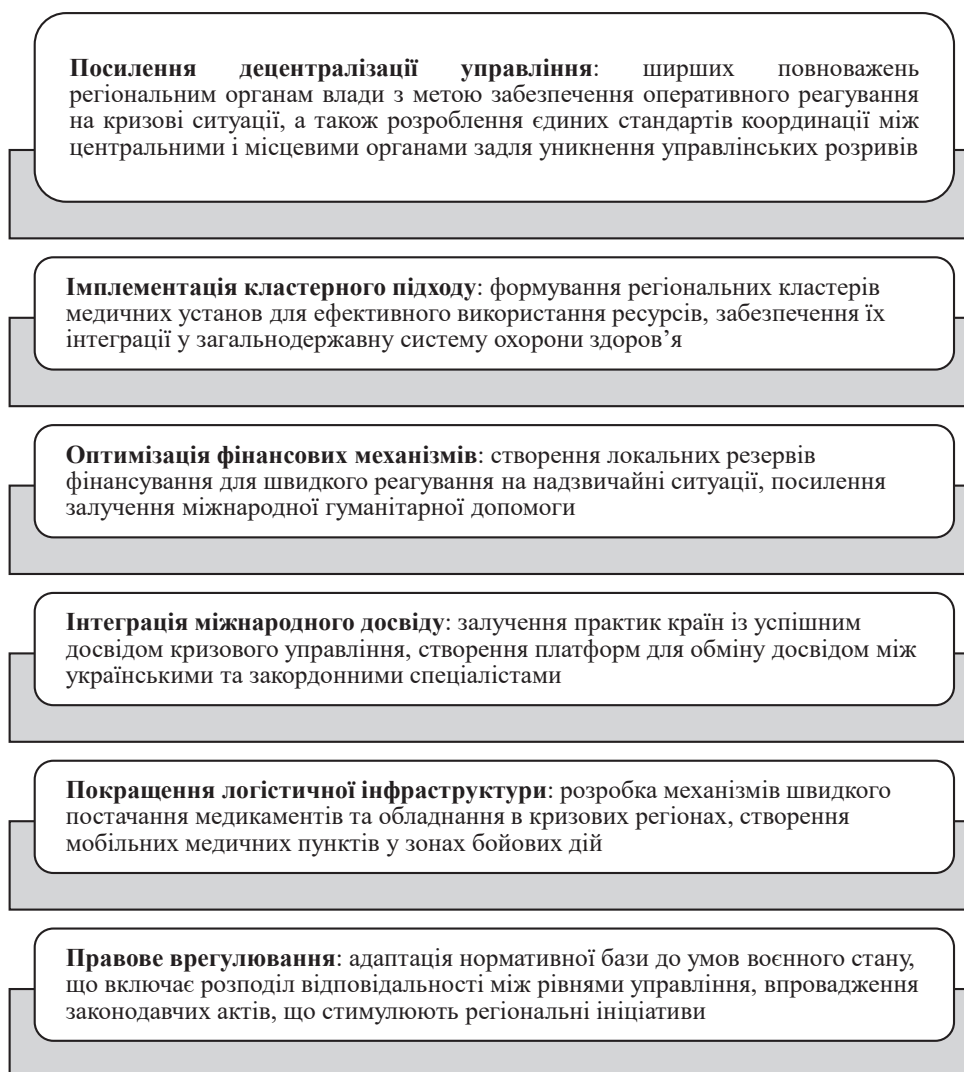 Посилення децентралізації управління: ширших повноважень
регіональним органам влади з метою забезпечення оперативного реагування
на кризові ситуації, а також розроблення єдиних стандартів координації між
центральними і місцевими органами задля уникнення управлінських розривів
Імплементація кластерного підходу: формування регіональних кластерів
медичних установ для ефективного використання ресурсів, забезпечення їх
інтеграції у загальнодержавну систему охорони здоров’я
Оптимізація фінансових механізмів: створення локальних резервів
фінансування для швидкого реагування на надзвичайні ситуації, посилення
залучення міжнародної гуманітарної допомоги
Інтеграція міжнародного досвіду: залучення практик країн із успішним
досвідом кризового управління, створення платформ для обміну досвідом між
українськими та закордонними спеціалістами
Покращення логістичної інфраструктури: розробка механізмів швидкого
постачання медикаментів та обладнання в кризових регіонах, створення
мобільних медичних пунктів у зонах бойових дій
Правове врегулювання: адаптація нормативної бази до умов воєнного стану,
що включає розподіл відповідальності між рівнями управління, впровадження
законодавчих актів, що стимулюють регіональні ініціативи